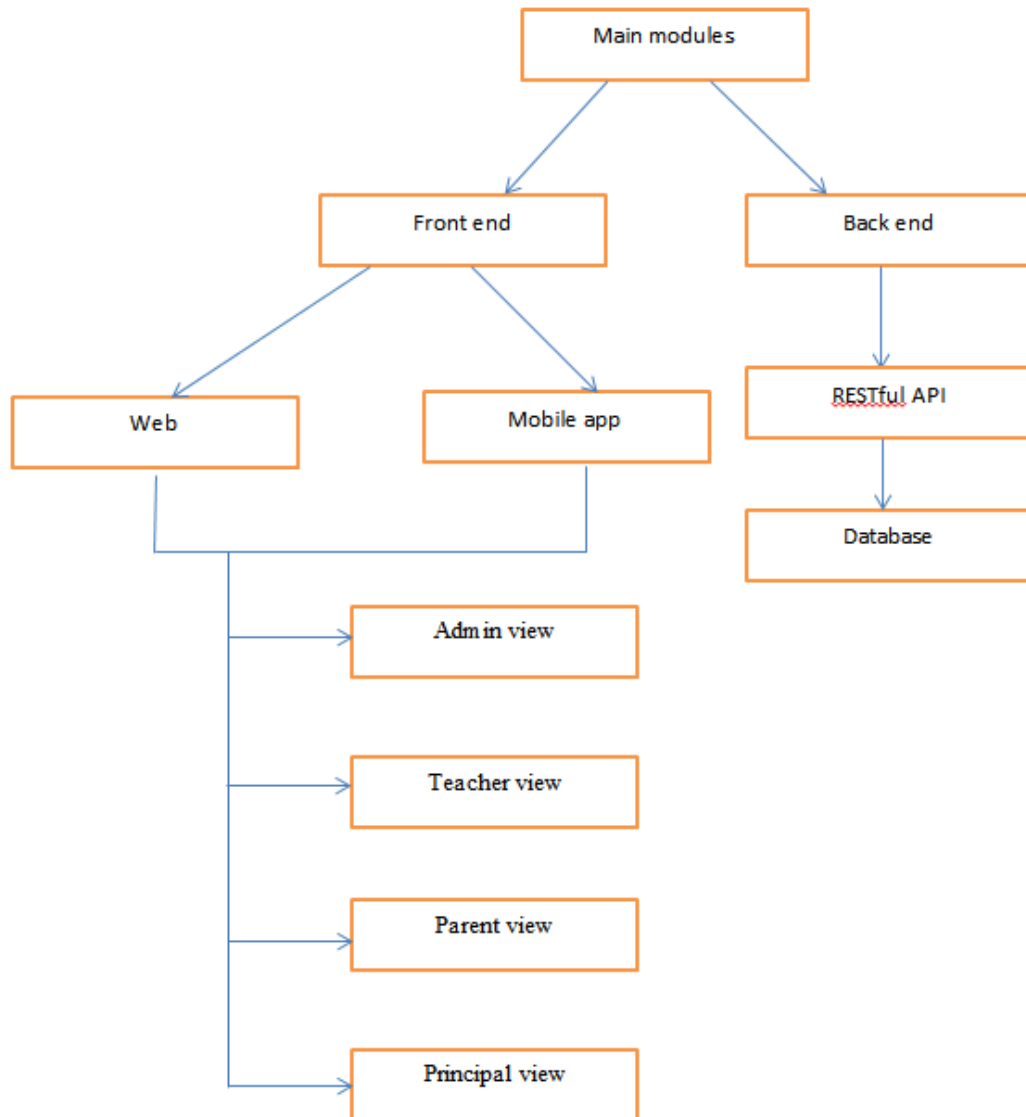 Main modules
Front end
Back end
Web
Mobile app
RESTful API
Database
Admin view
Teacher view
Parent view
Principal view